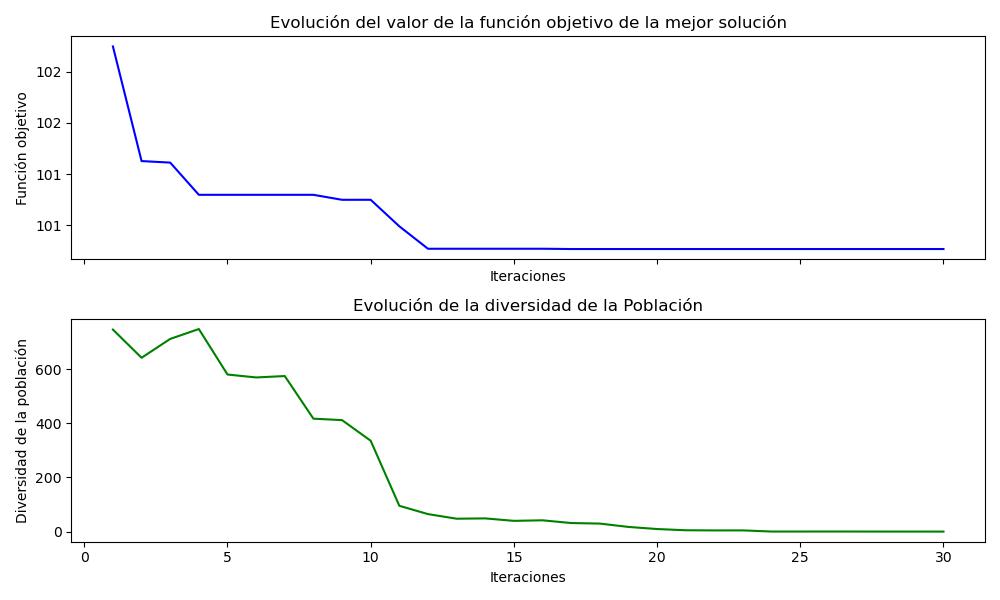 Evolución del valor de la función objetivo de la mejor solución
102
102
101
101
Función objetivo
Iteraciones
Evolución de la diversidad de la Población
600
400
200
0
Diversidad de la población
0 5 10 15 20 25 30
Iteraciones